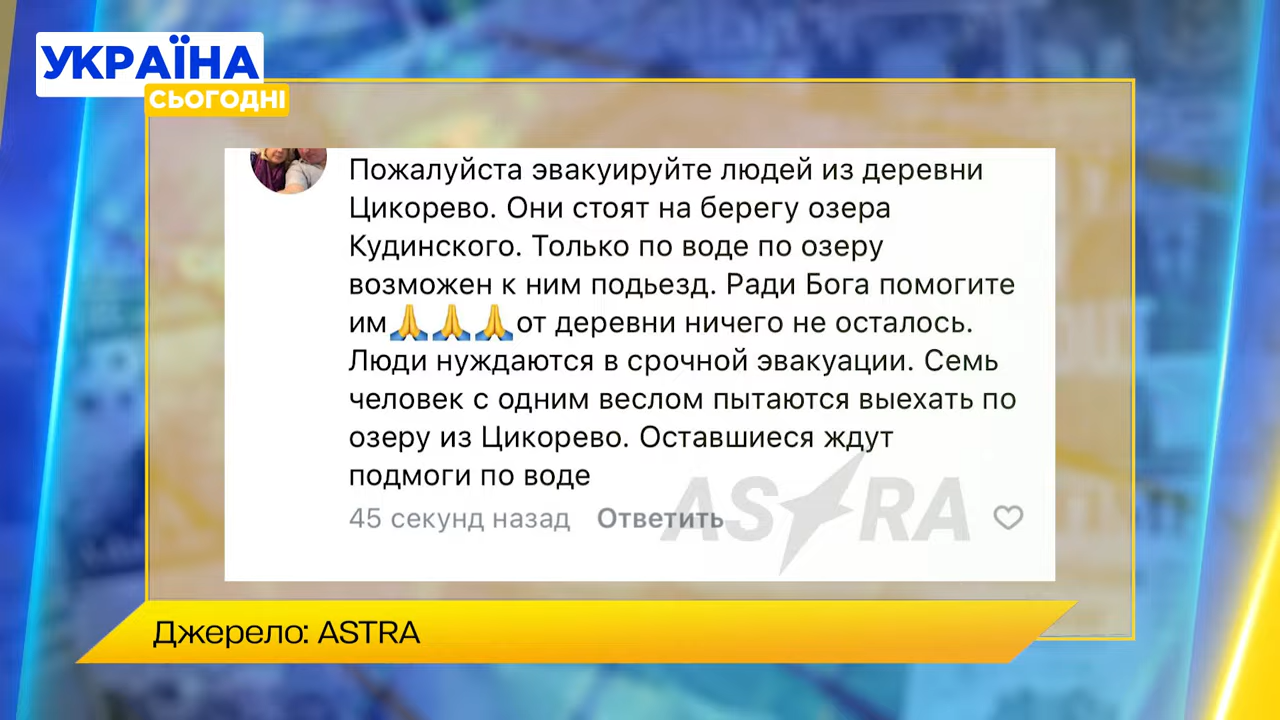 УКРАЇНА
СЬОГОДНІ
Пожалуйста эвакуируйте людей из деревни
Цикорево. Они стоят на берегу озера
Кудинского. Только по воде по озеру
возможен к ним подьезд. Ради Бога помогите
им🙏🙏🙏от деревни ничего не осталось.
Люди нуждаются в срочной эвакуации. Семь
человек с одним веслом пытаются выехать по
озеру из Цикорево. Оставшиеся ждут
подмоги по воде
45 секунд назад Ответить
ASTRA
Джерело: ASTRA